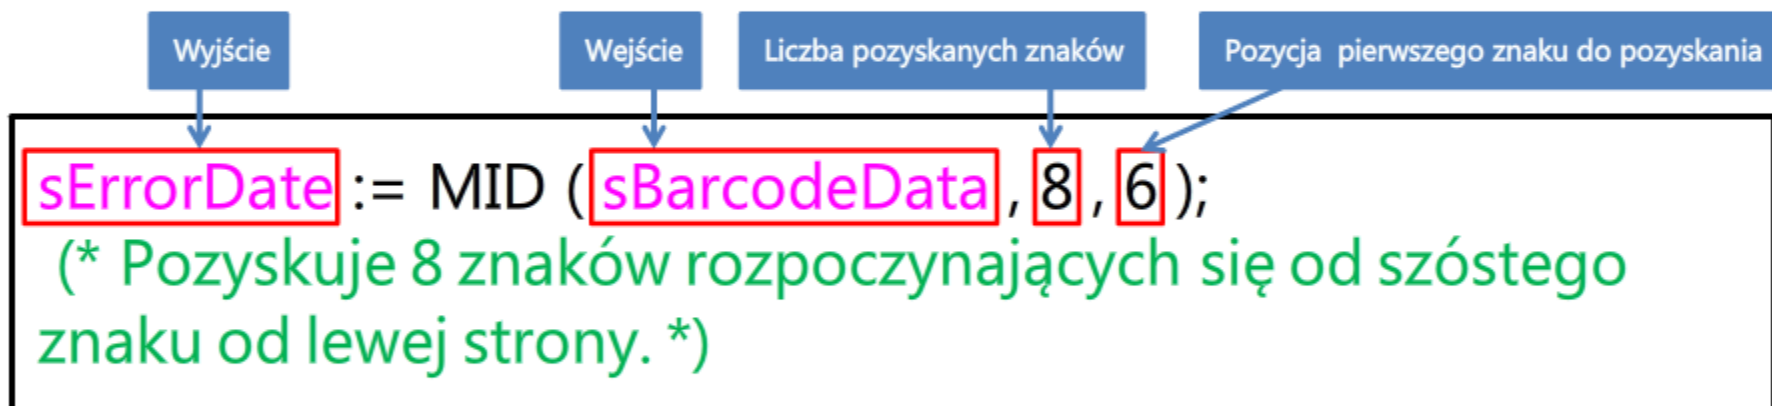 Wyjście Wejście Liczba pozyskanych znaków Pozycja pierwszego znaku do pozyskania
sErrorDate := MID ( sBarcodeData , 8 , 6 );
(* Pozyskuje 8 znaków rozpoczynających się od szóstego
znaku od lewej strony. *)